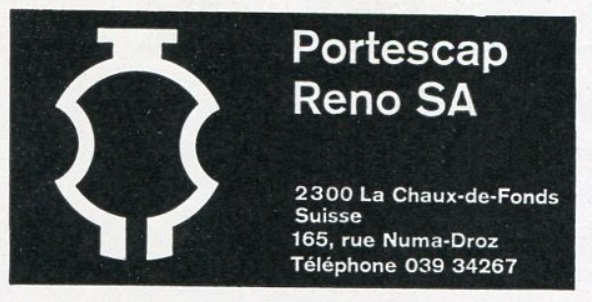 Portescap
Reno SA
2300 La Chaux-de-Fonds
Suisse
165, rue Numa-Droz
Téléphone 039 34267